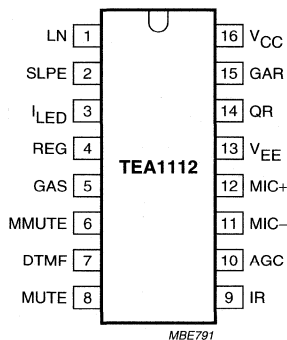 LN 1 16 VCC
SLPE 2 15 GAR
ILED 3 14 QR
REG 4 13 VEE
TEA1112
GAS 5 12 MIC+
MMUTE 6 11 MIC−
DTMF 7 10 AGC
MUTE 8 9 IR
MBE791